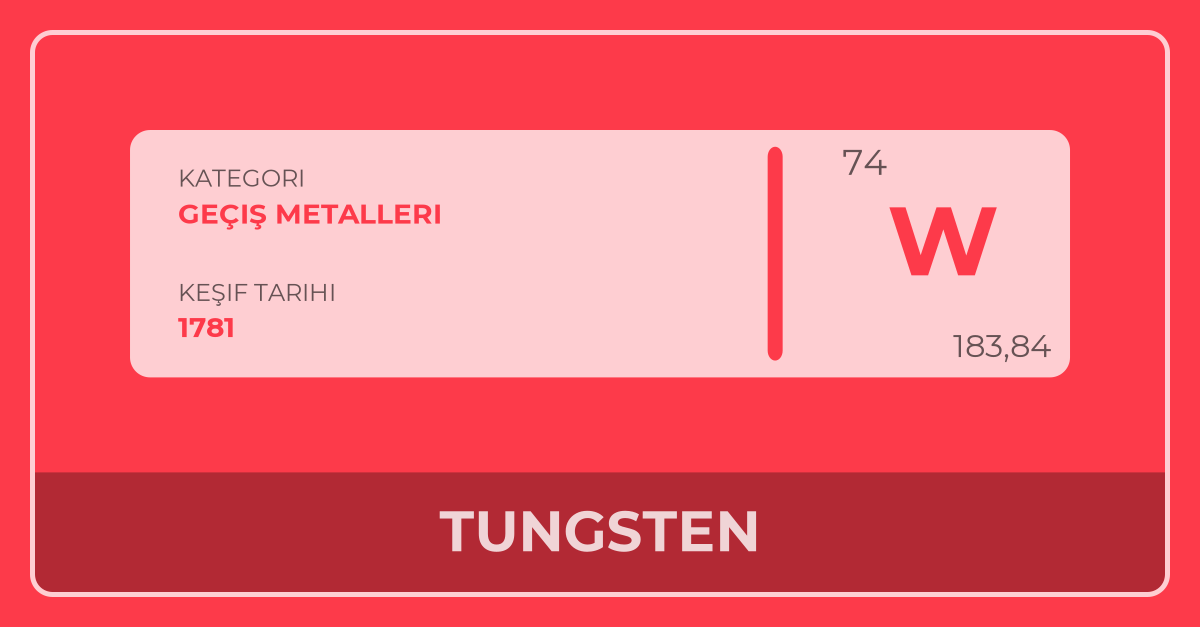 KATEGORI
GEÇIŞ METALLERI
KEŞIF TARIHI
1781
74
W
183,84
TUNGSTEN